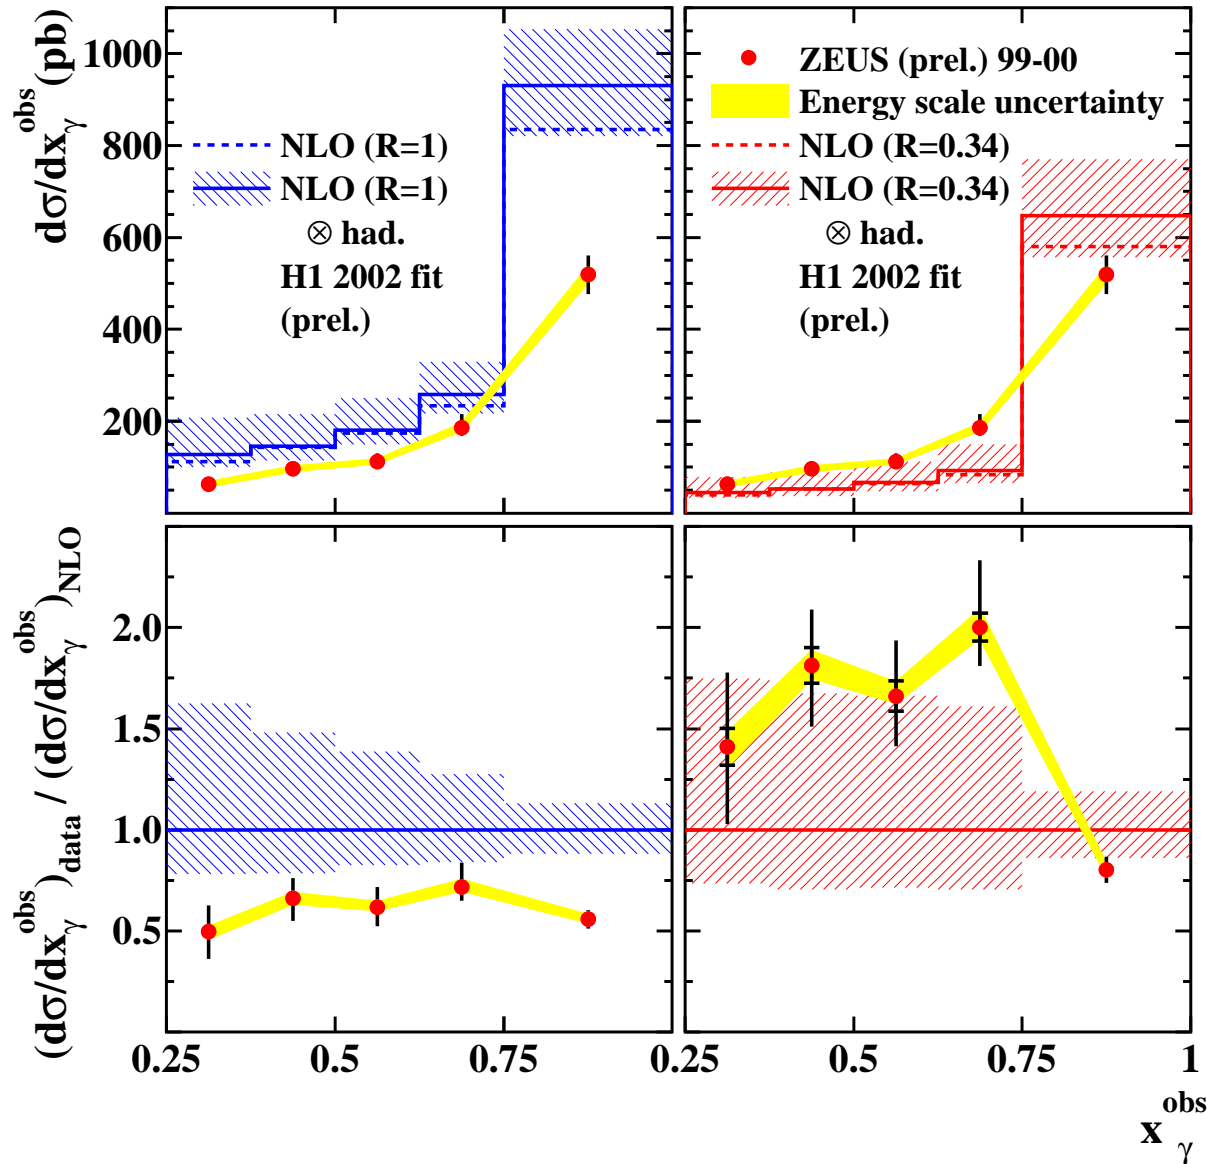 dσ/dx_γ^obs (pb)
1000
800
600
400
200
NLO (R=1)
NLO (R=1)
⊗ had.
H1 2002 fit
(prel.)
ZEUS (prel.) 99-00
Energy scale uncertainty
NLO (R=0.34)
NLO (R=0.34)
⊗ had.
H1 2002 fit
(prel.)
(dσ/dx_γ^obs)_data / (dσ/dx_γ^obs)_NLO
2.0
1.5
1.0
0.5
0.25 0.5 0.75 0.25 0.5 0.75 1
x_γ^obs